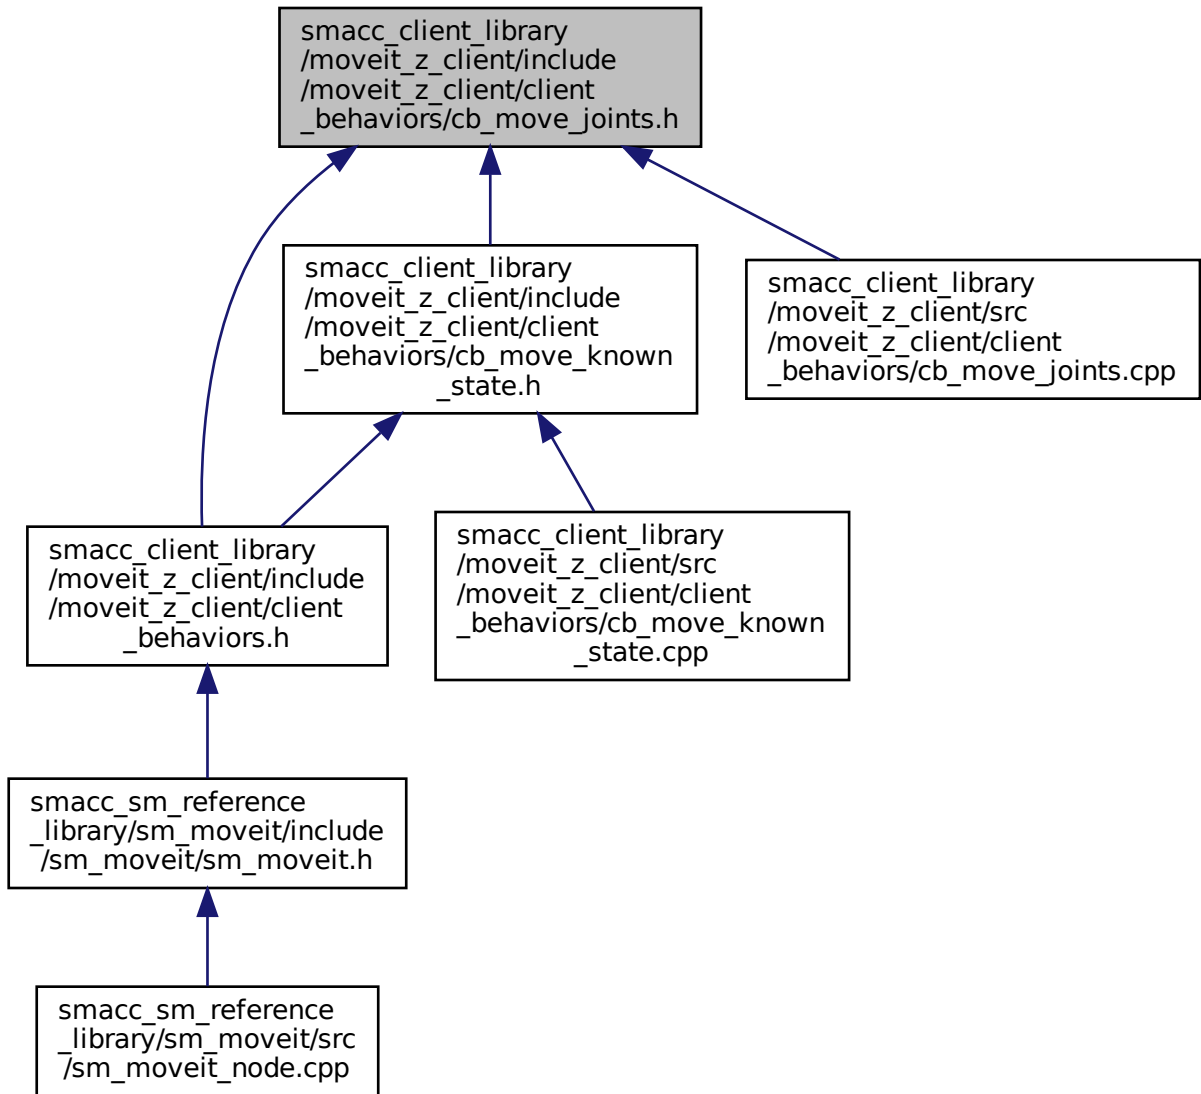 smacc_client_library
/moveit_z_client/include
/moveit_z_client/client
_behaviors/cb_move_joints.h
smacc_client_library
/moveit_z_client/include
/moveit_z_client/client
_behaviors/cb_move_known
_state.h
smacc_client_library
/moveit_z_client/src
/moveit_z_client/client
_behaviors/cb_move_joints.cpp
smacc_client_library
/moveit_z_client/include
/moveit_z_client/client
_behaviors.h
smacc_client_library
/moveit_z_client/src
/moveit_z_client/client
_behaviors/cb_move_known
_state.cpp
smacc_sm_reference
_library/sm_moveit/include
/sm_moveit/sm_moveit.h
smacc_sm_reference
_library/sm_moveit/src
/sm_moveit_node.cpp